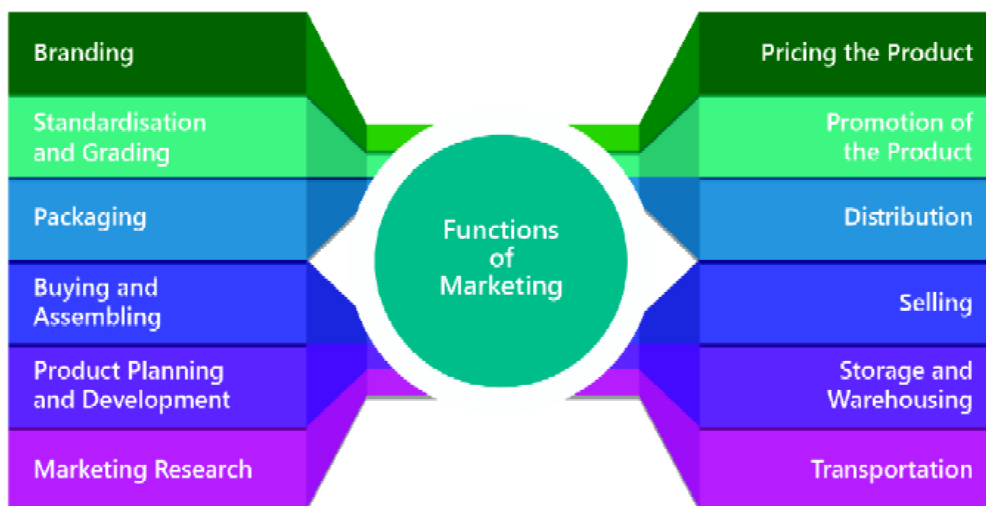 Branding
Standardisation
and Grading
Packaging
Buying and
Assembling
Product Planning
and Development
Marketing Research
Functions
of
Marketing
Pricing the Product
Promotion of
the Product
Distribution
Selling
Storage and
Warehousing
Transportation